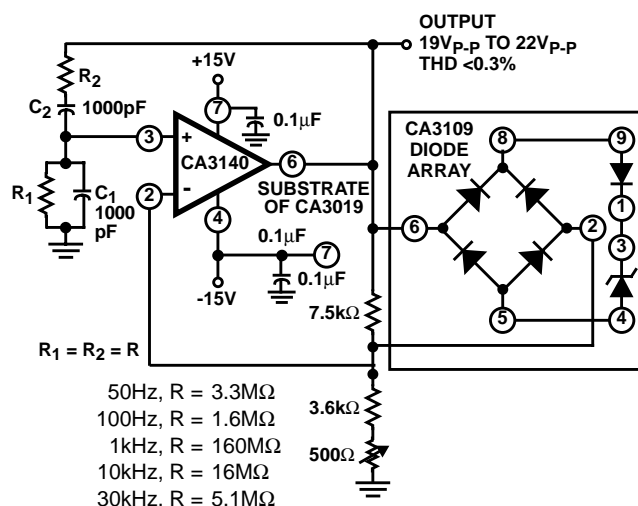 OUTPUT
19VP-P TO 22VP-P
THD <0.3%
R2
C2 1000pF
+15V
7
0.1μF
3
+
CA3140
6
2
-
4
SUBSTRATE
OF CA3019
R1
C1
1000
pF
0.1μF
7
0.1μF
-15V
CA3109
DIODE
ARRAY
8
9
6
2
1
3
5
4
7.5kΩ
R1 = R2 = R
3.6kΩ
500Ω
50Hz, R = 3.3MΩ
100Hz, R = 1.6MΩ
1kHz, R = 160MΩ
10kHz, R = 16MΩ
30kHz, R = 5.1MΩ